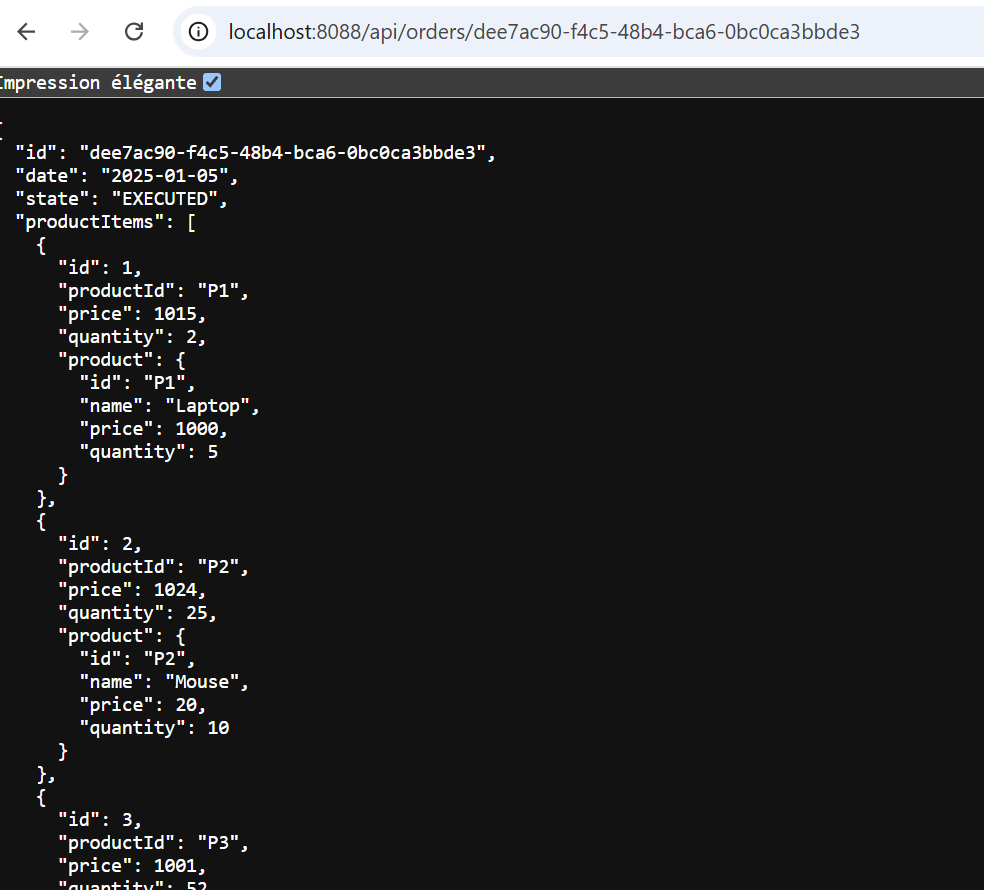 localhost:8088/api/orders/dee7ac90-f4c5-48b4-bca6-0bc0ca3bbde3
Impression élégante
{
  "id": "dee7ac90-f4c5-48b4-bca6-0bc0ca3bbde3",
  "date": "2025-01-05",
  "state": "EXECUTED",
  "productItems": [
    {
      "id": 1,
      "productId": "P1",
      "price": 1015,
      "quantity": 2,
      "product": {
        "id": "P1",
        "name": "Laptop",
        "price": 1000,
        "quantity": 5
      }
    },
    {
      "id": 2,
      "productId": "P2",
      "price": 1024,
      "quantity": 25,
      "product": {
        "id": "P2",
        "name": "Mouse",
        "price": 20,
        "quantity": 10
      }
    },
    {
      "id": 3,
      "productId": "P3",
      "price": 1001,
      "quantity": 52,